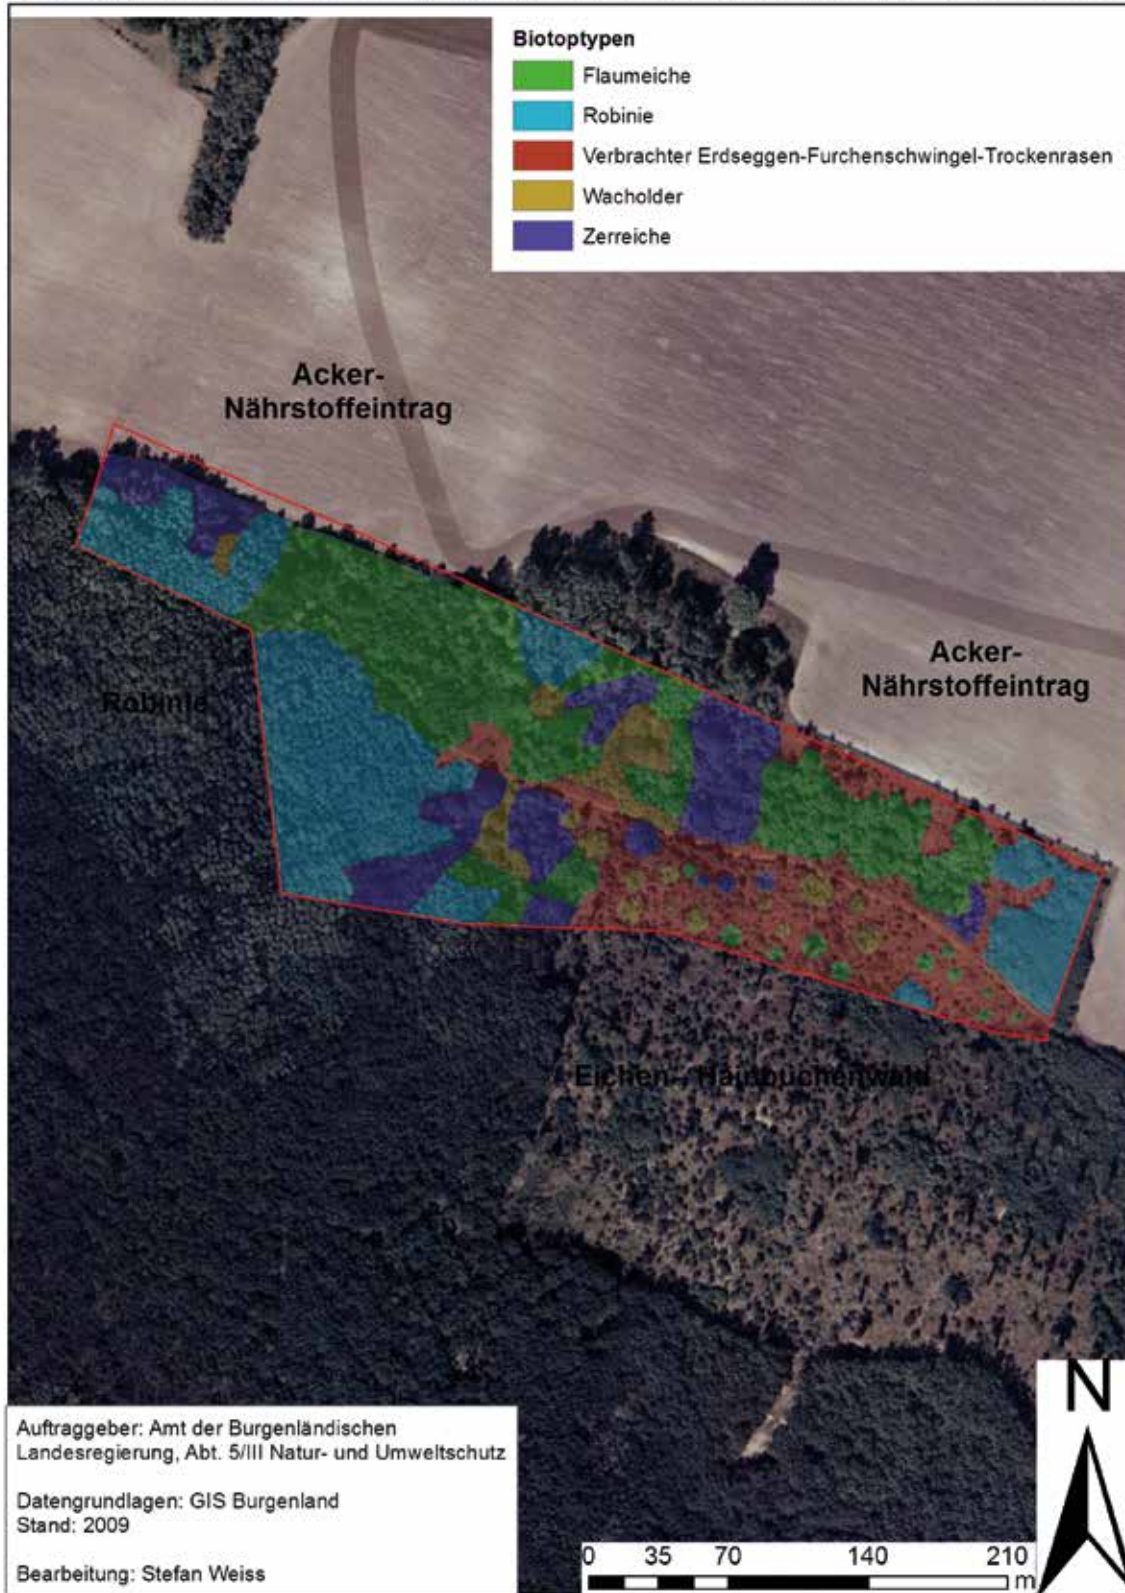 Biotoptypen
Flaumeiche
Robinie
Verbrachter Erdseggen-Furchenschwingel-Trockenrasen
Wacholder
Zerreiche
Acker-
Nährstoffeintrag
Acker-
Nährstoffeintrag
Robinie
Eichen-, Hainbuchenwald
N
Auftraggeber: Amt der Burgenländischen
Landesregierung, Abt. 5/III Natur- und Umweltschutz
Datengrundlagen: GIS Burgenland
Stand: 2009
Bearbeitung: Stefan Weiss
0 35 70 140 210
m